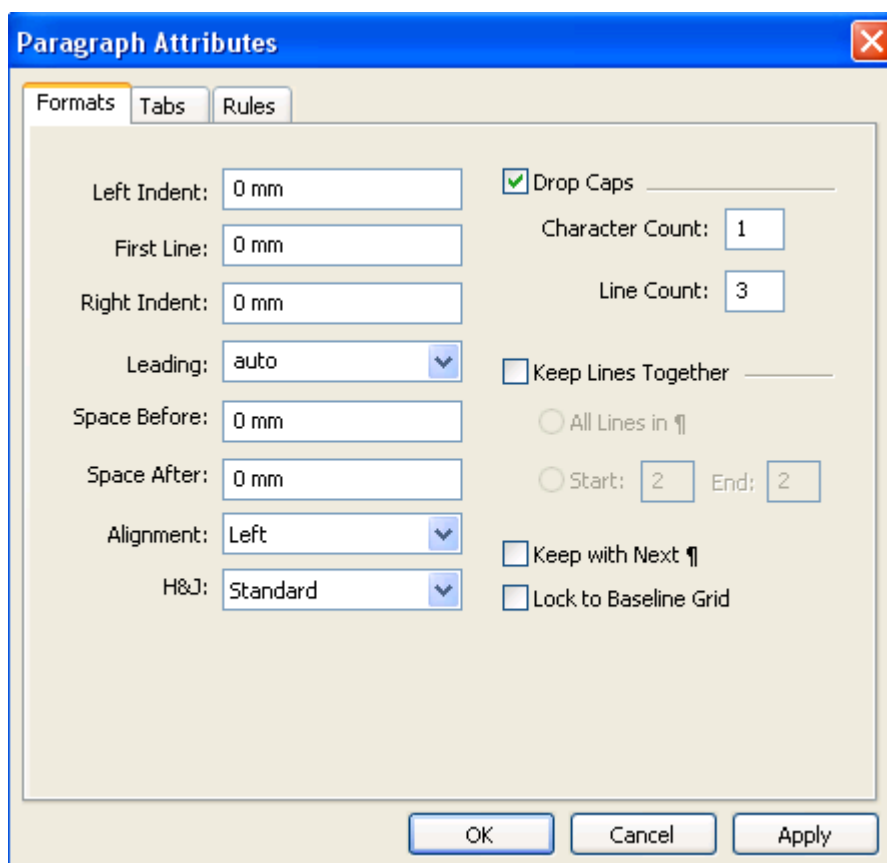 Paragraph Attributes
Formats
Tabs
Rules
Left Indent: 0 mm
First Line: 0 mm
Right Indent: 0 mm
Leading: auto
Space Before: 0 mm
Space After: 0 mm
Alignment: Left
H&J: Standard
Drop Caps
Character Count: 1
Line Count: 3
Keep Lines Together
All Lines in ¶
Start: 2 End: 2
Keep with Next ¶
Lock to Baseline Grid
OK
Cancel
Apply